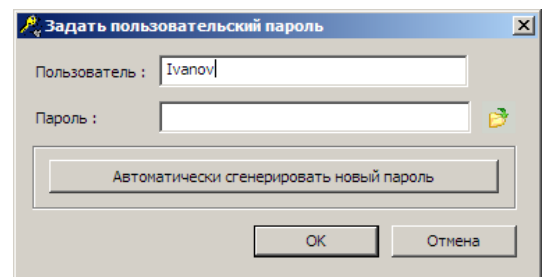 Задать пользовательский пароль
Пользователь : Ivanov
Пароль :
Автоматически сгенерировать новый пароль
OK Отмена